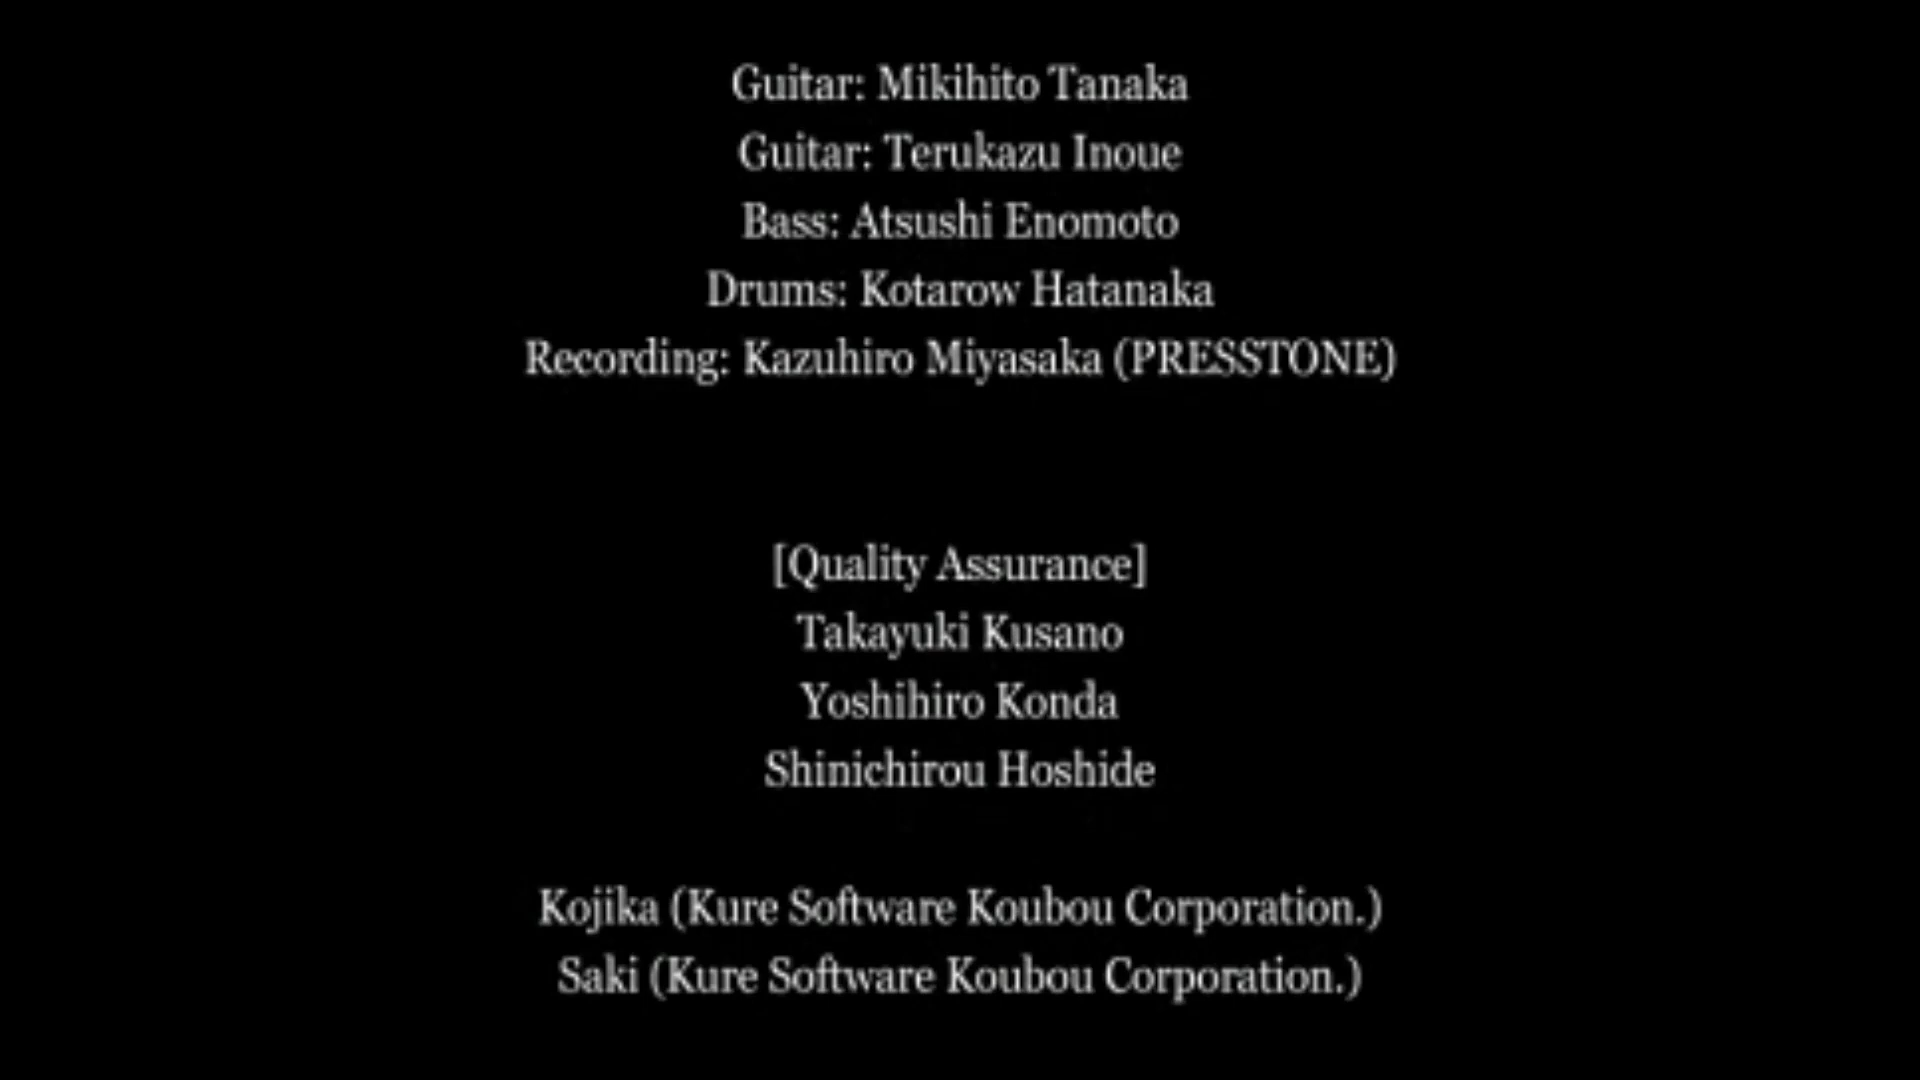 Guitar: Mikihito Tanaka
Guitar: Terukazu Inoue
Bass: Atsushi Enomoto
Drums: Kotarow Hatanaka
Recording: Kazuhiro Miyasaka (PRESSTONE)
[Quality Assurance]
Takayuki Kusano
Yoshihiro Konda
Shinichirou Hoshide
Kojika (Kure Software Koubou Corporation.)
Saki (Kure Software Koubou Corporation.)